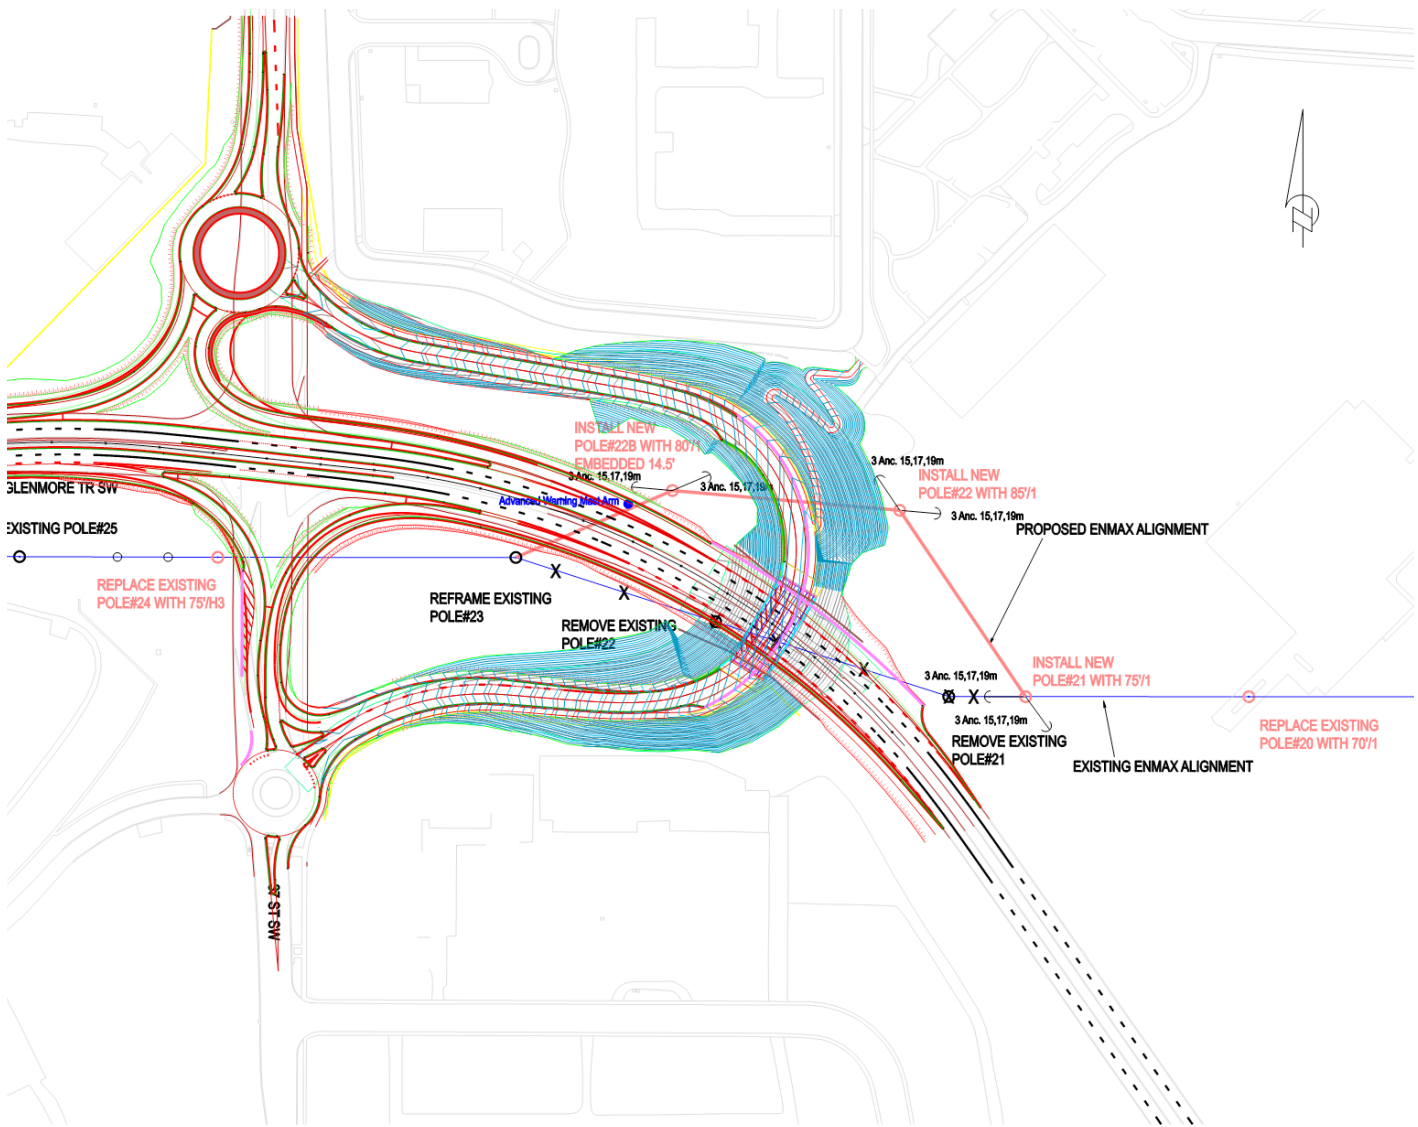 INSTALL NEW
POLE#22B WITH 80'/1
EMBEDDED 14.5'
3 Anc. 15,17,19m
3 Anc. 15,17,19m
Advanced Warning Mast Arm
3 Anc. 15,17,19m
INSTALL NEW
POLE#22 WITH 85'/1
3 Anc. 15,17,19m
PROPOSED ENMAX ALIGNMENT
GLENMORE TR SW
EXISTING POLE#25
REPLACE EXISTING
POLE#24 WITH 75'/H3
REFRAME EXISTING
POLE#23
REMOVE EXISTING
POLE#22
INSTALL NEW
POLE#21 WITH 75'/1
3 Anc. 15,17,19m
3 Anc. 15,17,19m
REMOVE EXISTING
POLE#21
REPLACE EXISTING
POLE#20 WITH 70'/1
EXISTING ENMAX ALIGNMENT
37 ST SW